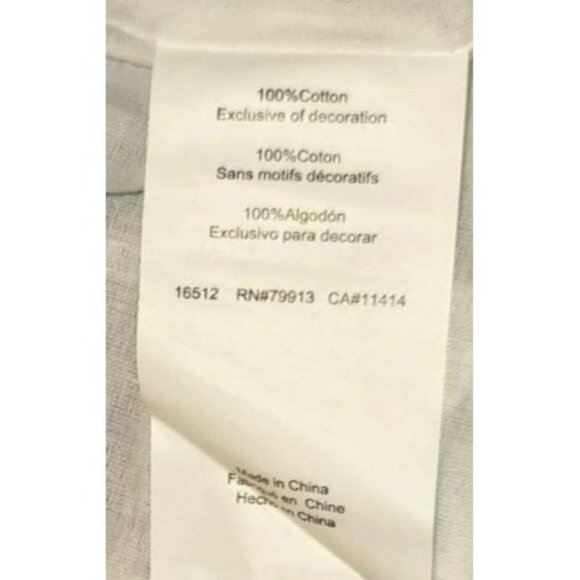 100%Cotton
Exclusive of decoration
100%Coton
Sans motifs décoratifs
100%Algodón
Exclusivo para decorar
16512 RN#79913 CA#11414
Made in China
Fabriqué en Chine
Hecho en China